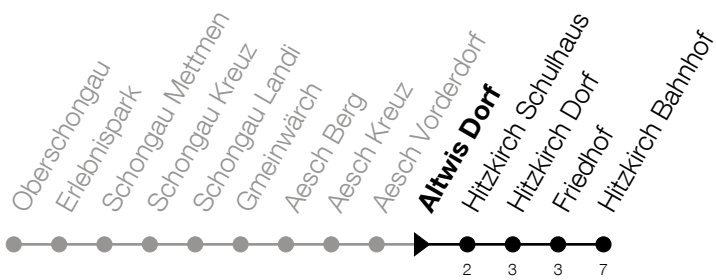 Oberschongau
Erlebnispark
Schongau Mettmen
Schongau Kreuz
Schongau Landi
Gmeinwärch
Aesch Berg
Aesch Kreuz
Aesch Vorderdorf
Altwis Dorf
Hitzkirch Schulhaus
Hitzkirch Dorf
Friedhof
Hitzkirch Bahnhof
2 3 3 7